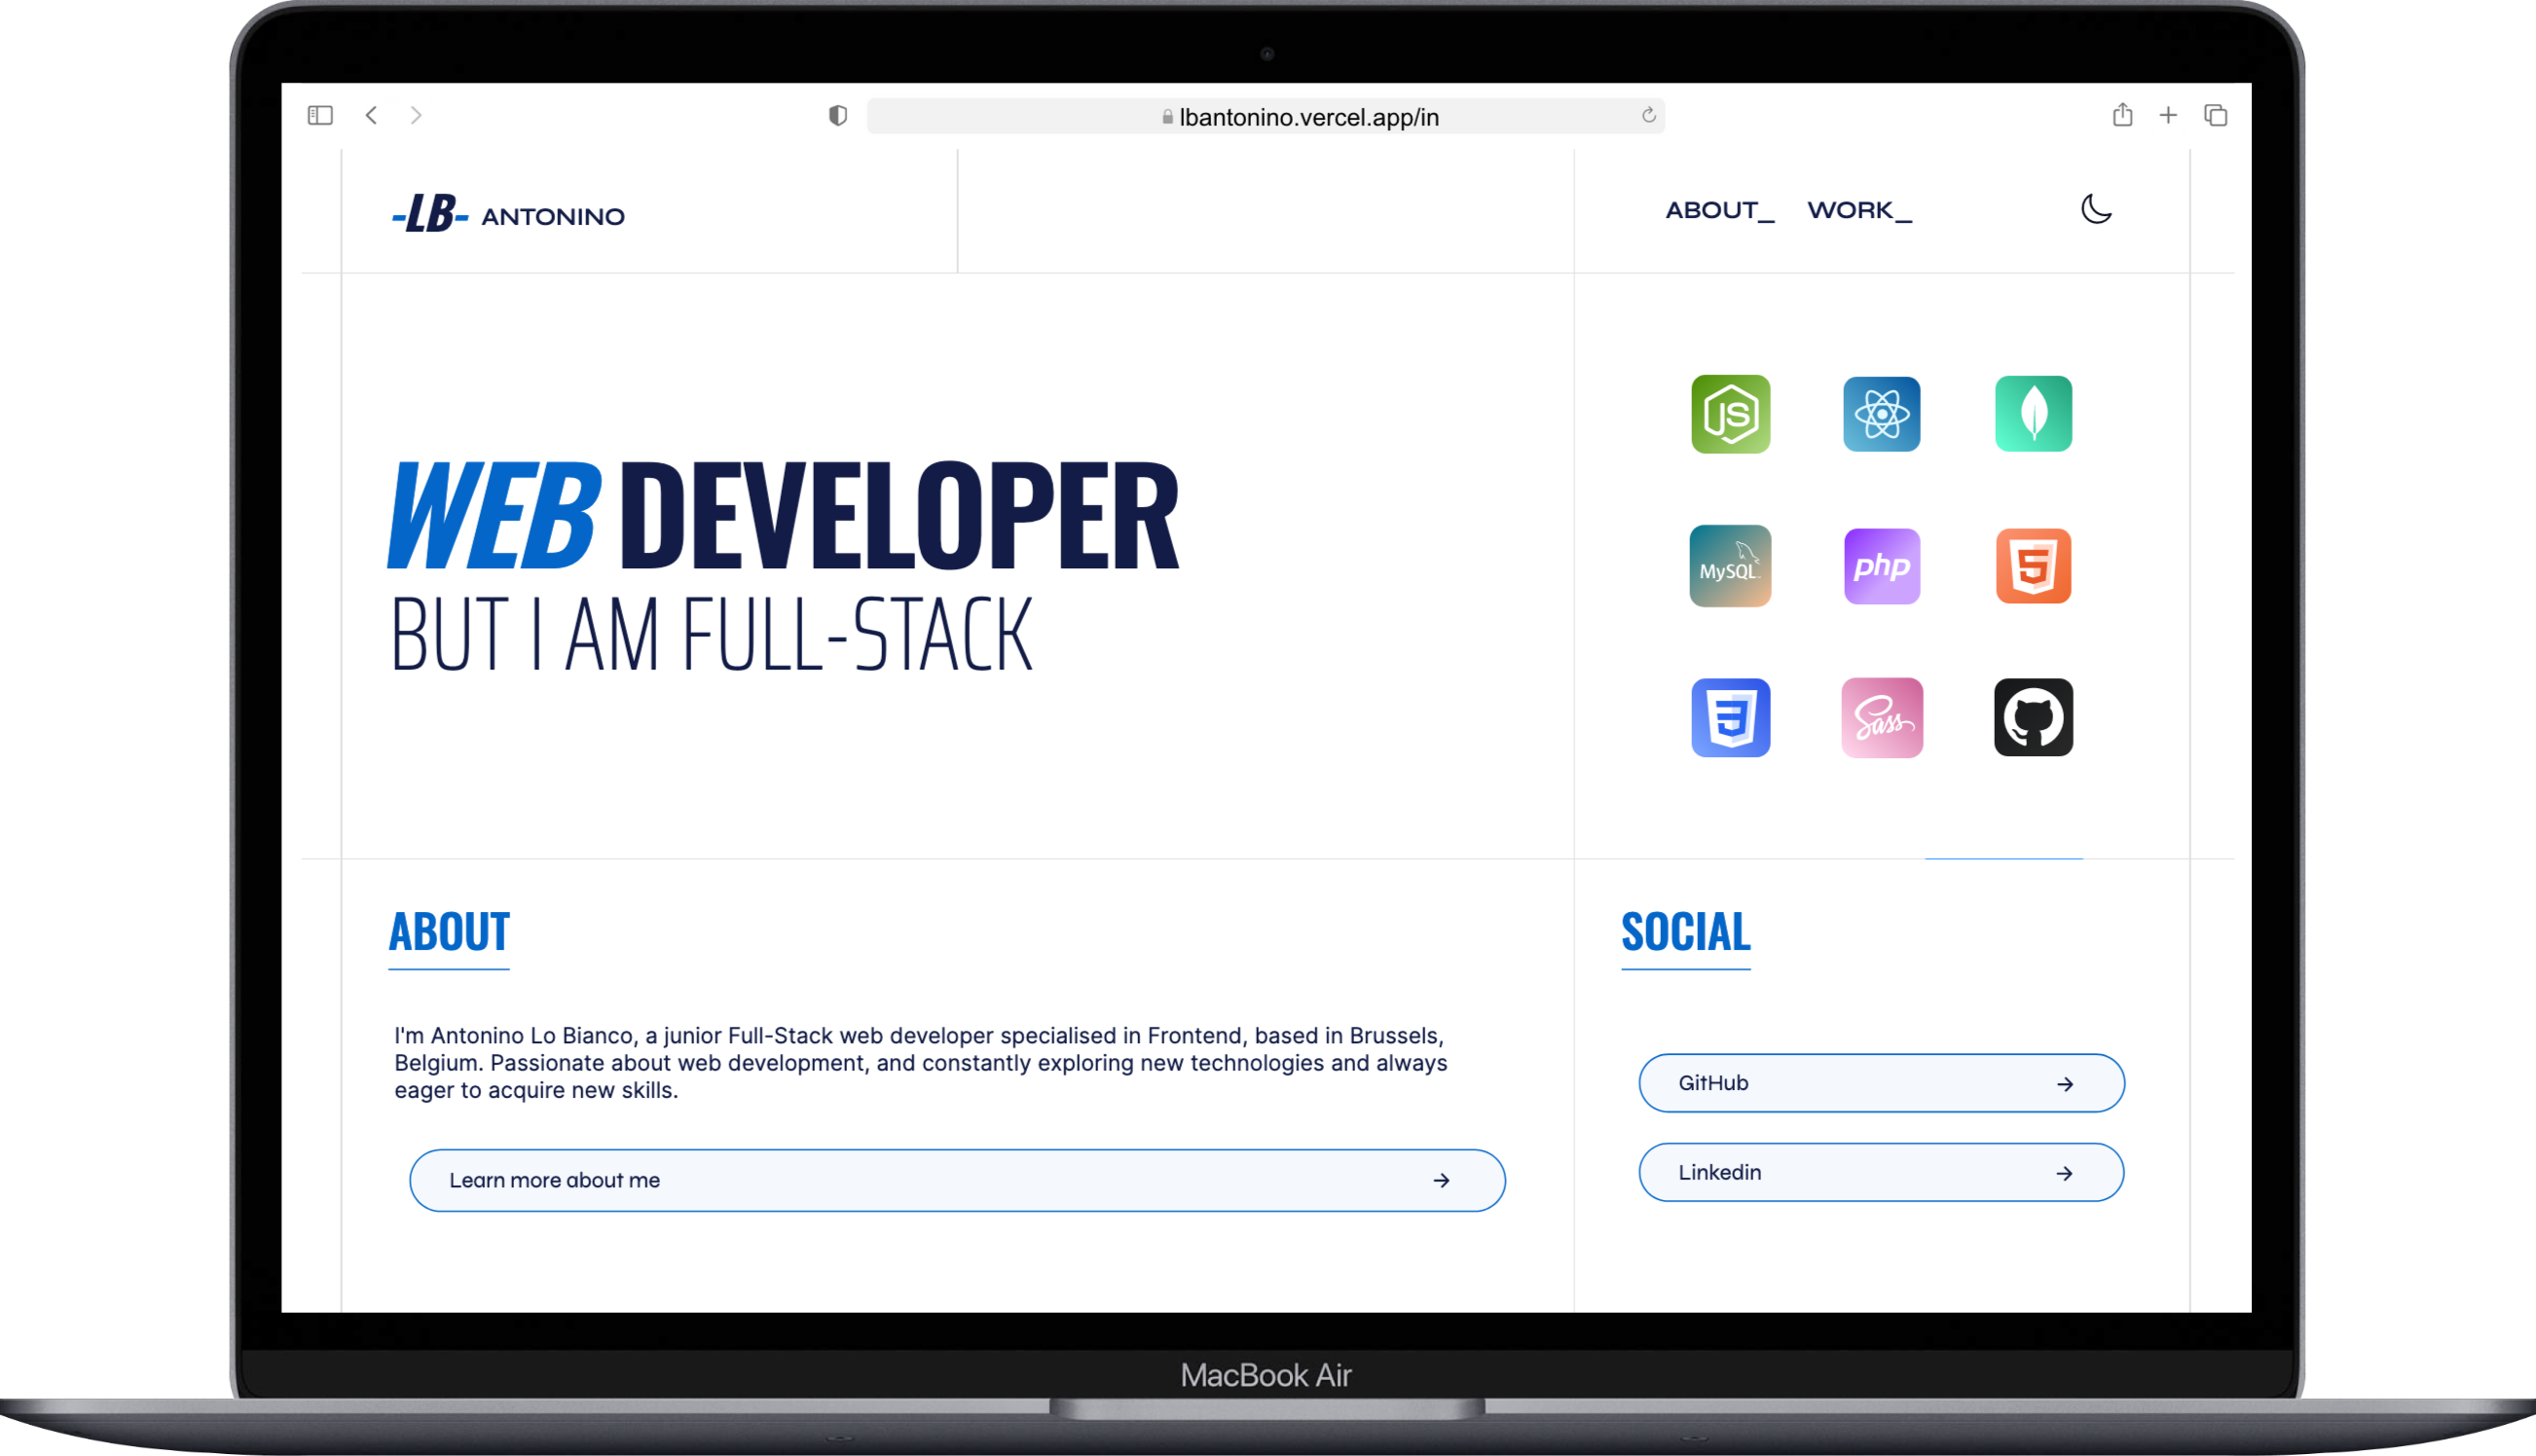 lbantonino.vercel.app/in
-LB- ANTONINO
ABOUT_ WORK_
JS
WEB DEVELOPER
BUT I AM FULL-STACK
MySQL
php
5
3
Sass
ABOUT
I'm Antonino Lo Bianco, a junior Full-Stack web developer specialised in Frontend, based in Brussels,
Belgium. Passionate about web development, and constantly exploring new technologies and always
eager to acquire new skills.
Learn more about me →
SOCIAL
GitHub →
Linkedin →
MacBook Air